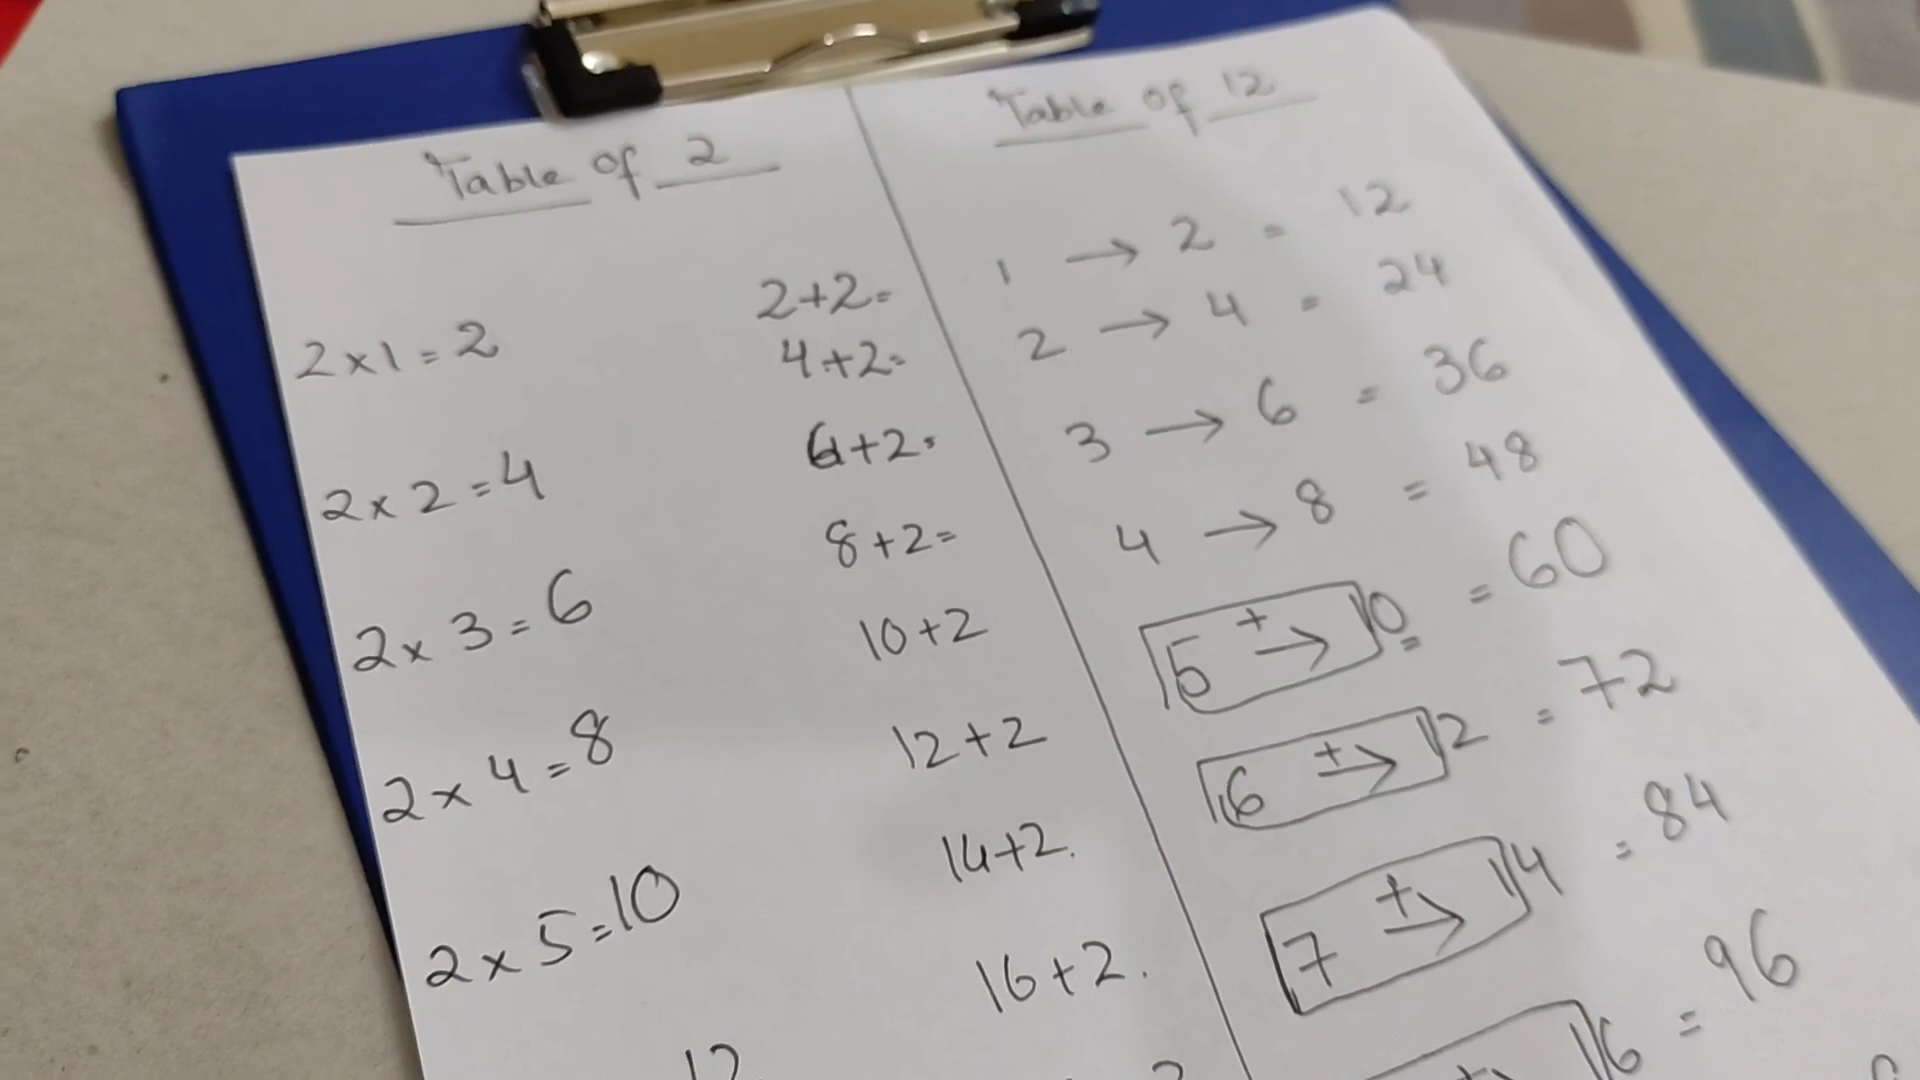 Table of 2
2x1=2
2+2=
4+2=
2x2=4
6+2=
8+2=
2x3=6
10+2
2x4=8
12+2
14+2.
2x5=10
16+2.
12
Table of 12
1 → 2 = 12
2 → 4 = 24
3 → 6 = 36
4 → 8 = 48
5 +→ 10 = 60
6 +→ 12 = 72
7 +→ 14 = 84
+ 16 = 96